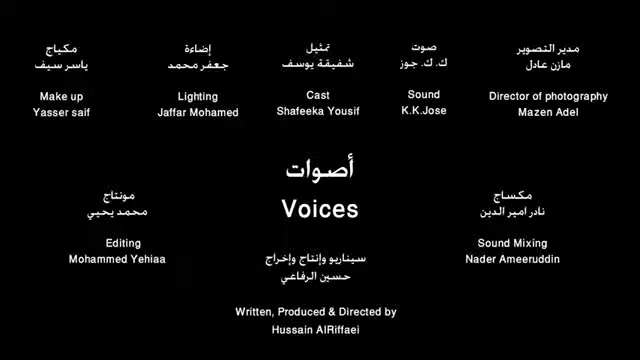 مدير التصوير
مازن عادل
Director of photography
Mazen Adel
صوت
ك. ك. جوز
Sound
K.K.Jose
تمثيل
شفيقة يوسف
Cast
Shafeeka Yousif
إضاءة
جعفر محمد
Lighting
Jaffar Mohamed
مكياج
ياسر سيف
Make up
Yasser saif
أصوات
Voices
مكساج
نادر امير الدين
Sound Mixing
Nader Ameeruddin
مونتاج
محمد يحيي
Editing
Mohammed Yehiaa
سيناريو وإنتاج وإخراج
حسين الرفاعي
Written, Produced & Directed by
Hussain AlRiffaei